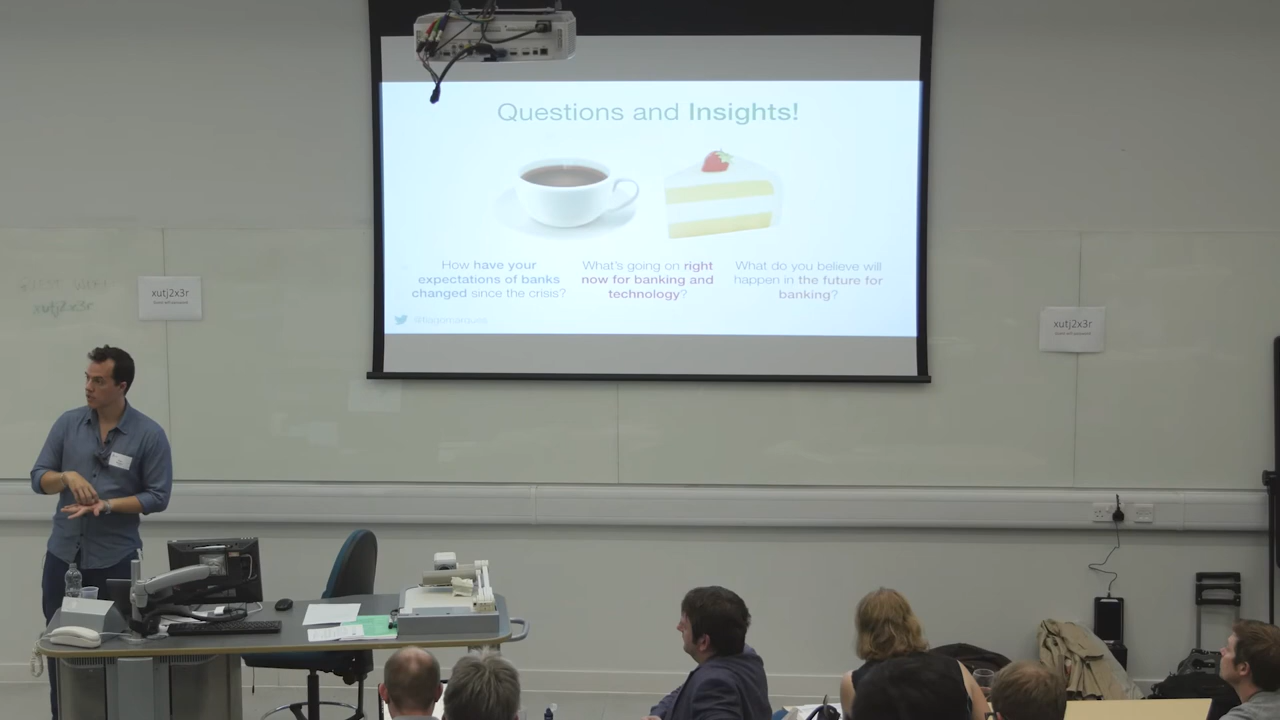 Questions and Insights!
How have your
expectations of banks
changed since the crisis?
What's going on right
now for banking and
technology?
What do you believe will
happen in the future for
banking?
xutj2x3r
xutj2x3r